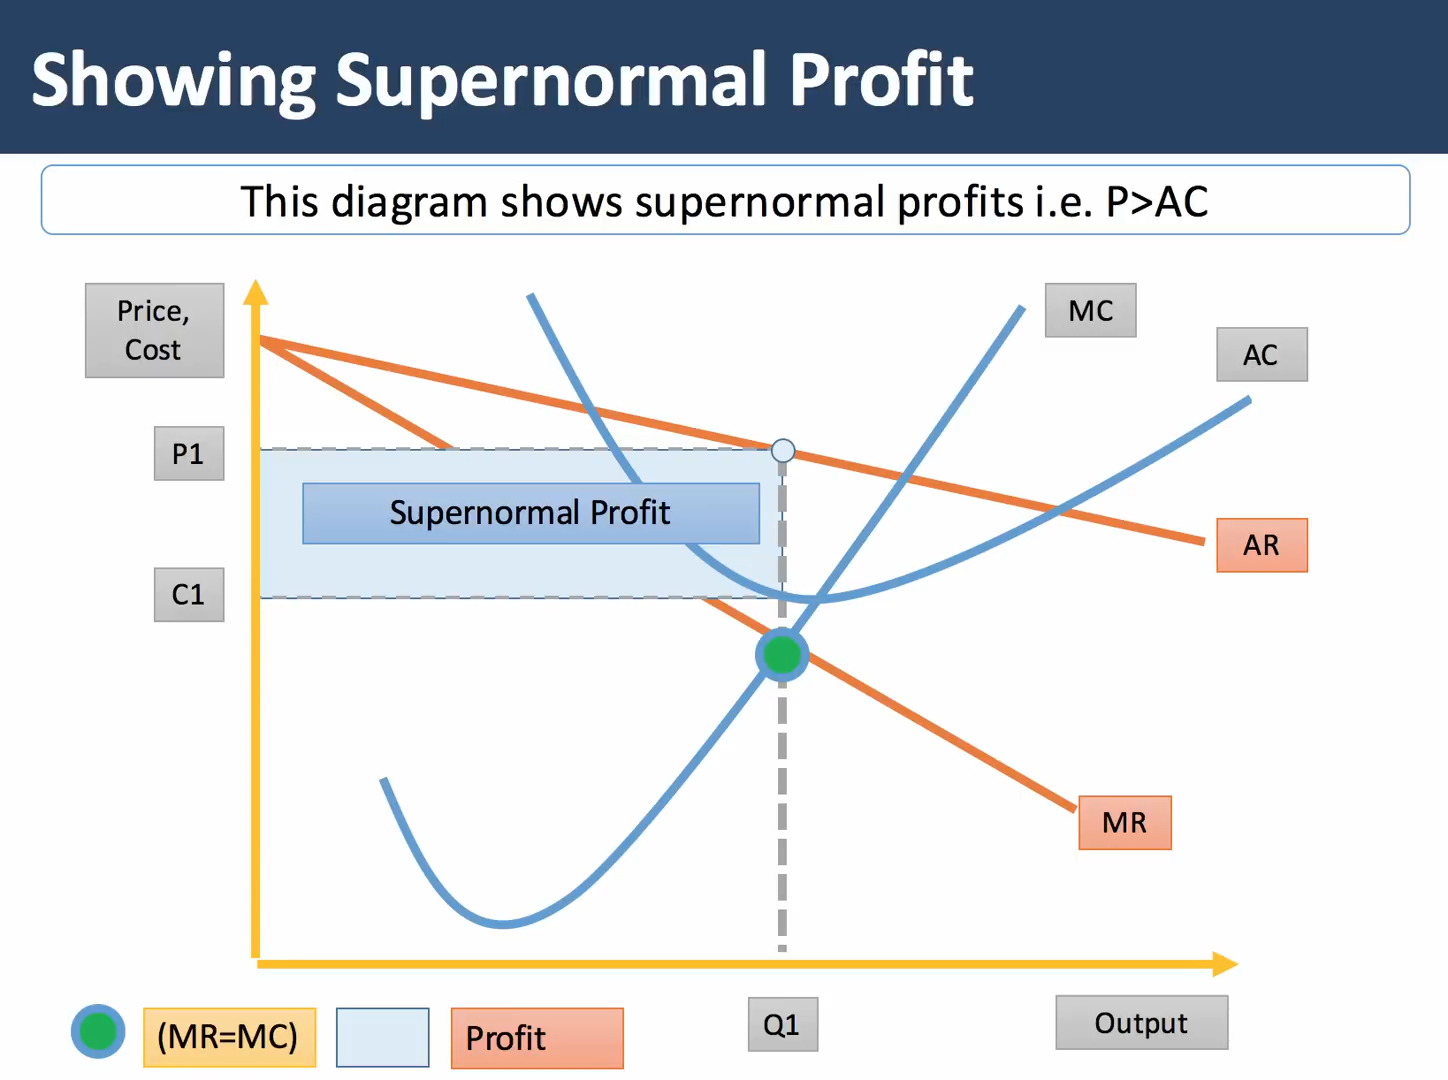 Showing Supernormal Profit
This diagram shows supernormal profits i.e. P>AC
Price,
Cost
MC
AC
P1
Supernormal Profit
AR
C1
MR
(MR=MC)
Profit
Q1
Output